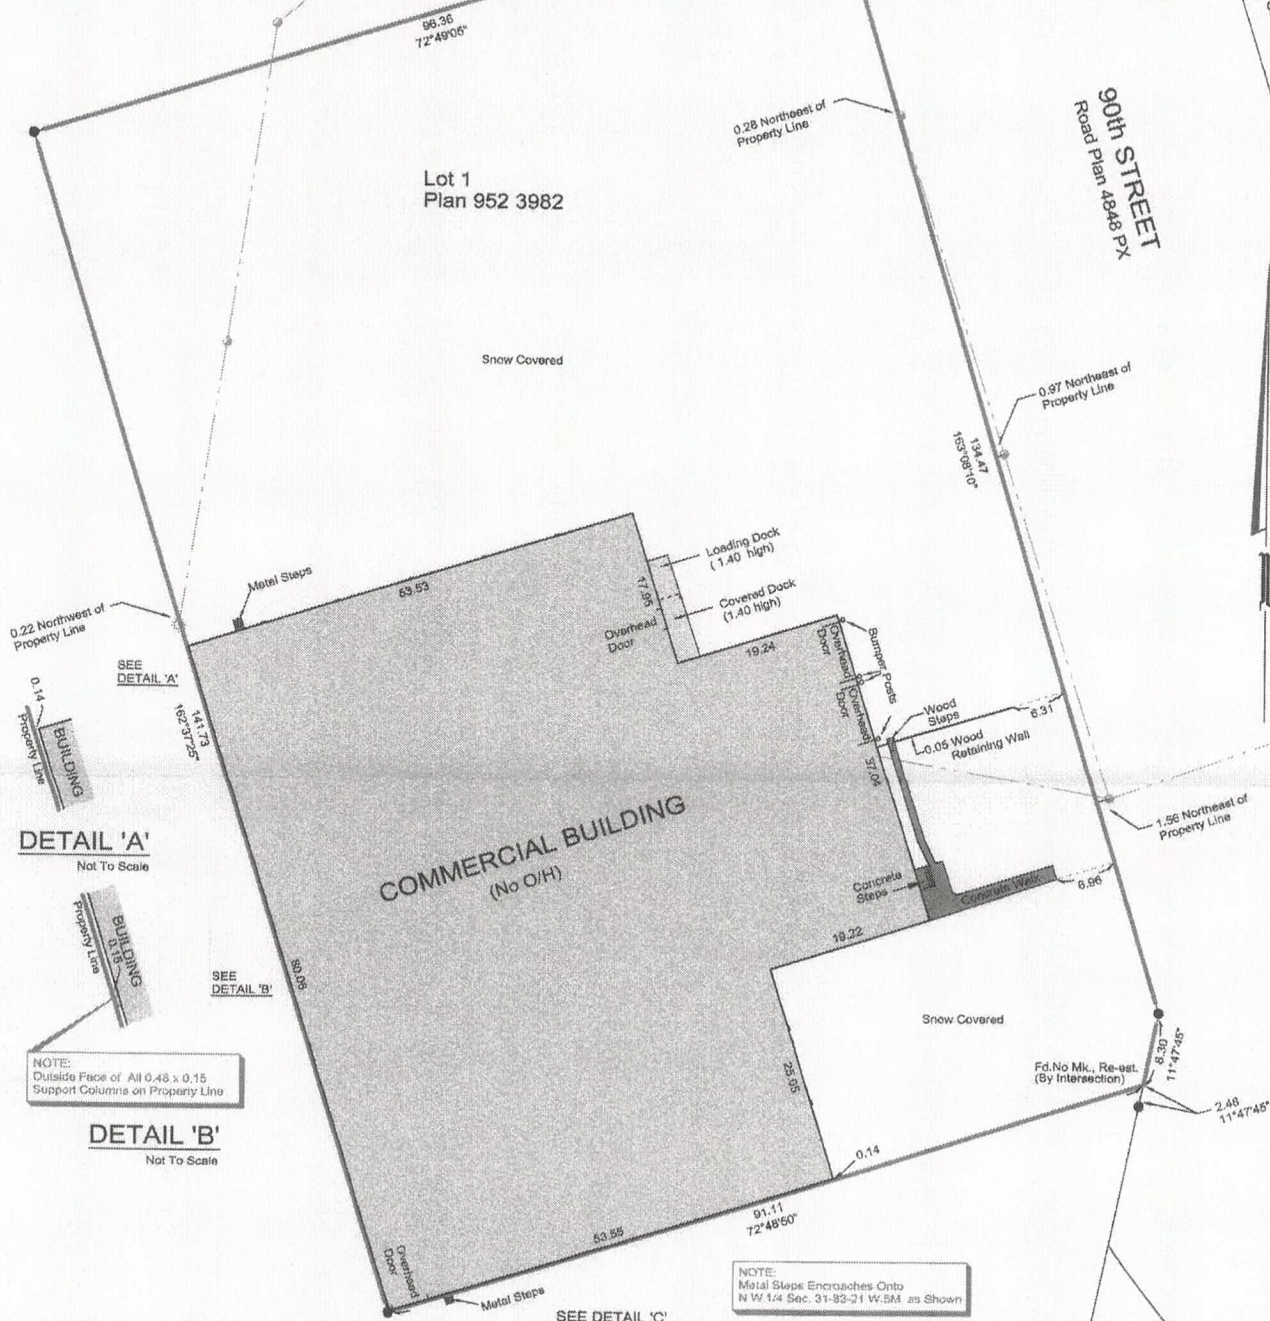 96.36
72°49'05"
0.28 Northeast of
Property Line
90th STREET
Road Plan 4848 PX
Lot 1
Plan 952 3982
Snow Covered
0.97 Northeast of
Property Line
134.47
163°08'10"
Metal Steps
53.53
17.95
Loading Dock
(1.40 high)
Covered Dock
(1.40 high)
Overhead
Door
19.24
Overhead
Door
Overhead
Door
Bumper Posts
Wood
Steps
6.31
0.05 Wood
Retaining Wall
37.04
0.22 Northwest of
Property Line
SEE
DETAIL 'A'
141.73
162°37'25"
0.14
Property Line
BUILDING
DETAIL 'A'
Not To Scale
COMMERCIAL BUILDING
(No O/H)
1.56 Northeast of
Property Line
Concrete
Steps
Concrete Walk
6.96
19.22
Property Line
BUILDING
0.15
SEE
DETAIL 'B'
80.06
Snow Covered
NOTE:
Outside Face of All 0.48 x 0.15
Support Columns on Property Line
DETAIL 'B'
Not To Scale
25.05
Fd.No Mk., Re-est.
(By Intersection)
8.30
11°47'45"
2.46
11°47'45"
0.14
91.11
72°48'50"
53.55
Overhead
Door
Metal Steps
SEE DETAIL 'C'
NOTE:
Metal Steps Encroaches Onto
N.W.1/4 Sec. 31-83-21 W.5M as Shown